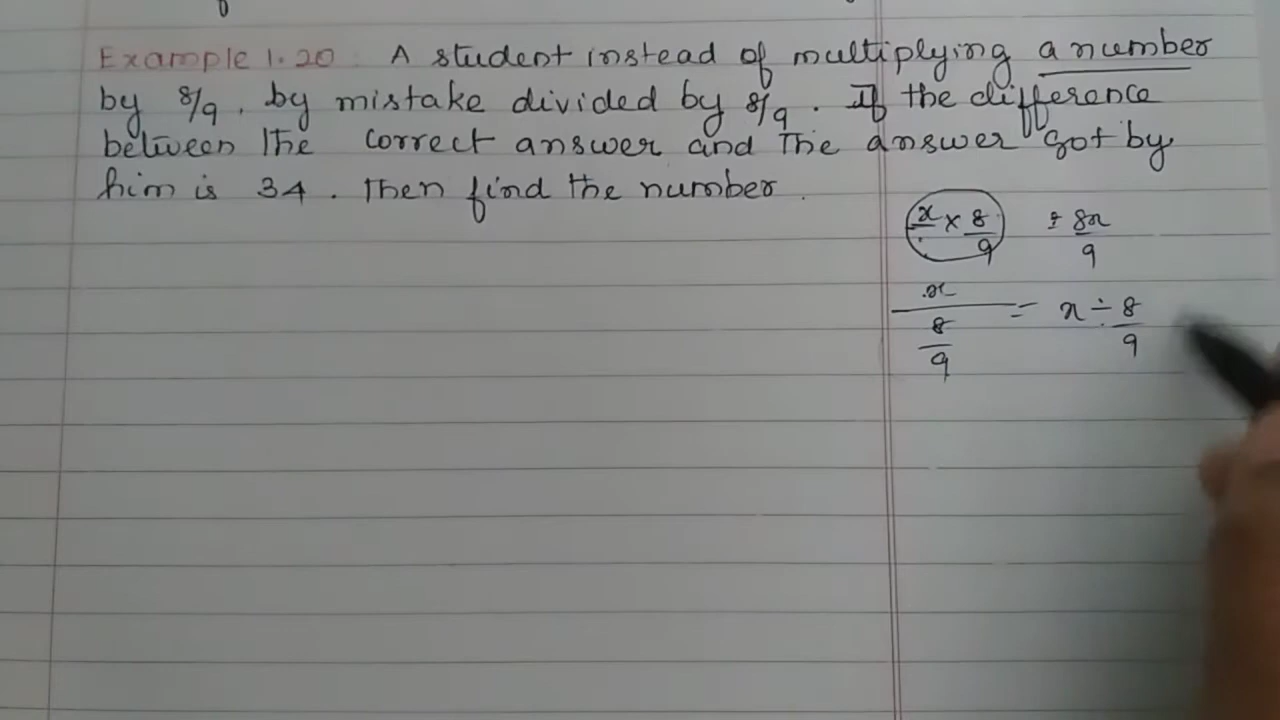 Example 1.20 A student instead of multiplying a number
by 8/9, by mistake divided by 8/9. If the difference
between the correct answer and the answer got by
him is 34. Then find the number.
x × 8/9 = 8x/9
x/(8/9) = x ÷ 8/9